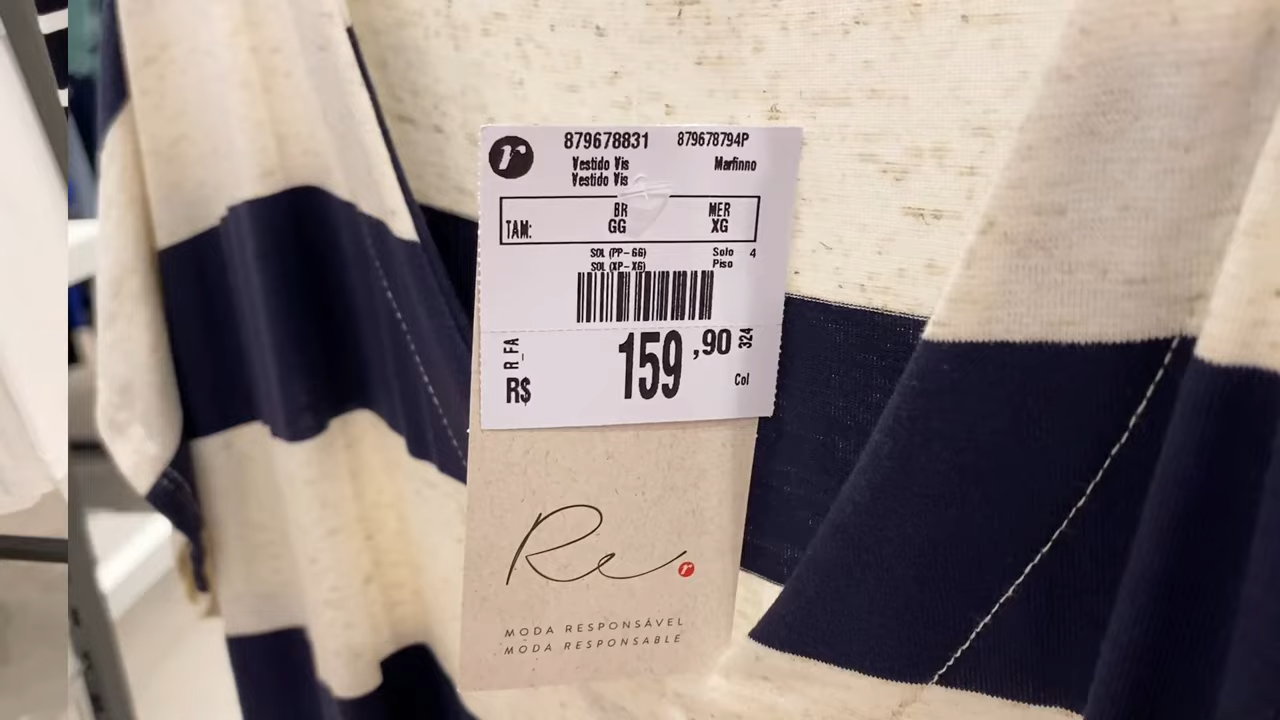 r 879678831 879678794P
Vestido Vis Marfinno
Vestido Vis
BR MER
TAM: GG XG
SOL (PP-GG) Solo 4
SOL (XP-XG) Piso
R_FA
R$ 159,90
324
Col
Re r
MODA RESPONSÁVEL
MODA RESPONSABLE